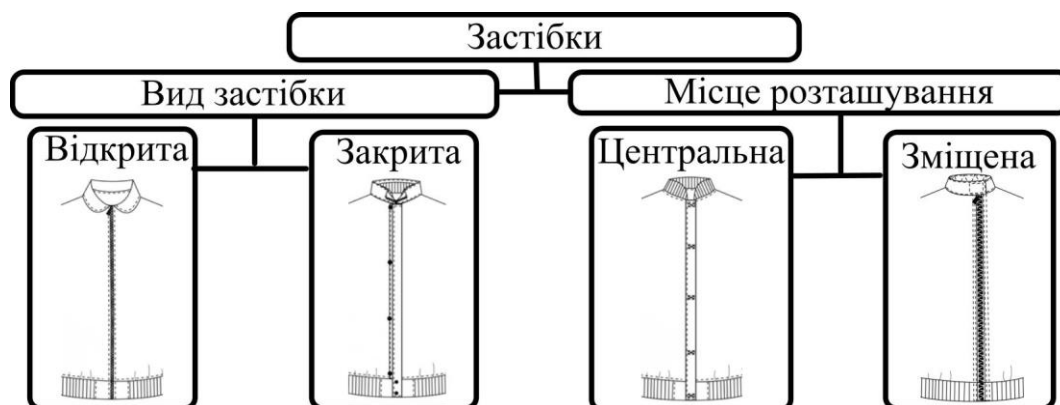 Застібки
Вид застібки
Місце розташування
Відкрита
Закрита
Центральна
Зміщена